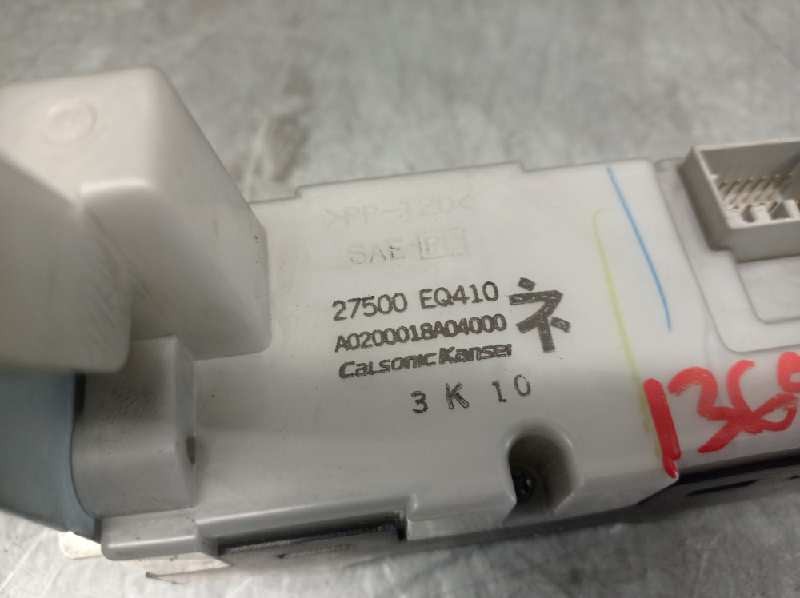 >PP-T20<
SAE P
27500 EQ410
A0200018A04000
ネ
CALSONIC KANSEI
3 K 10